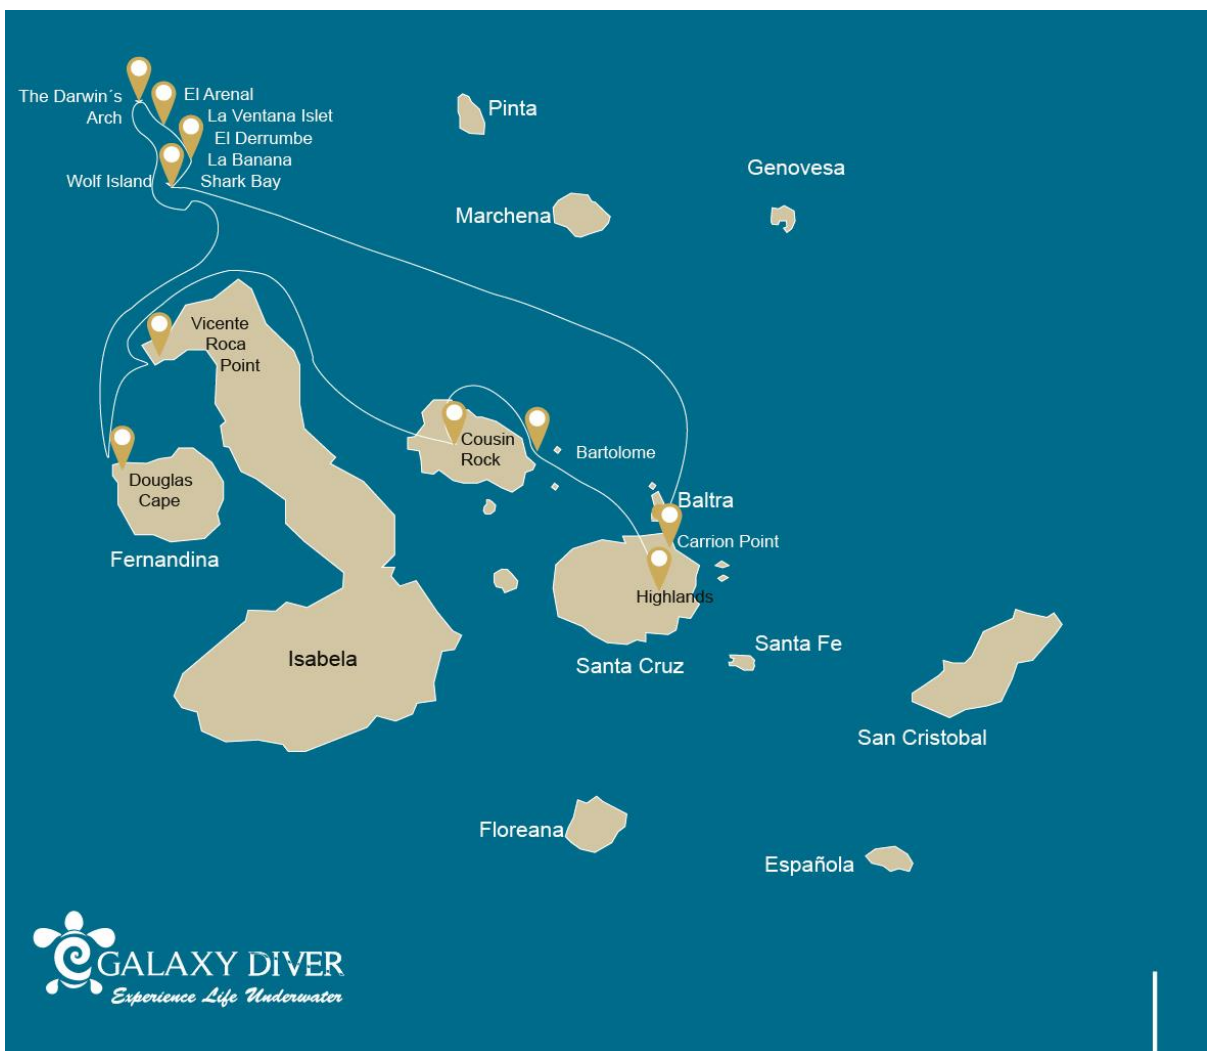 The Darwin´s
Arch
El Arenal
La Ventana Islet
El Derrumbe
La Banana
Shark Bay
Wolf Island
Pinta
Genovesa
Marchena
Vicente
Roca
Point
Cousin
Rock
Bartolome
Douglas
Cape
Fernandina
Baltra
Carrion Point
Highlands
Isabela
Santa Cruz
Santa Fe
San Cristobal
Floreana
Española
GALAXY DIVER
Experience Life Underwater